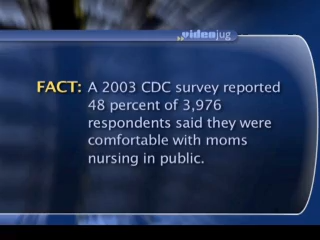 videojug
FACT: A 2003 CDC survey reported
48 percent of 3,976
respondents said they were
comfortable with moms
nursing in public.